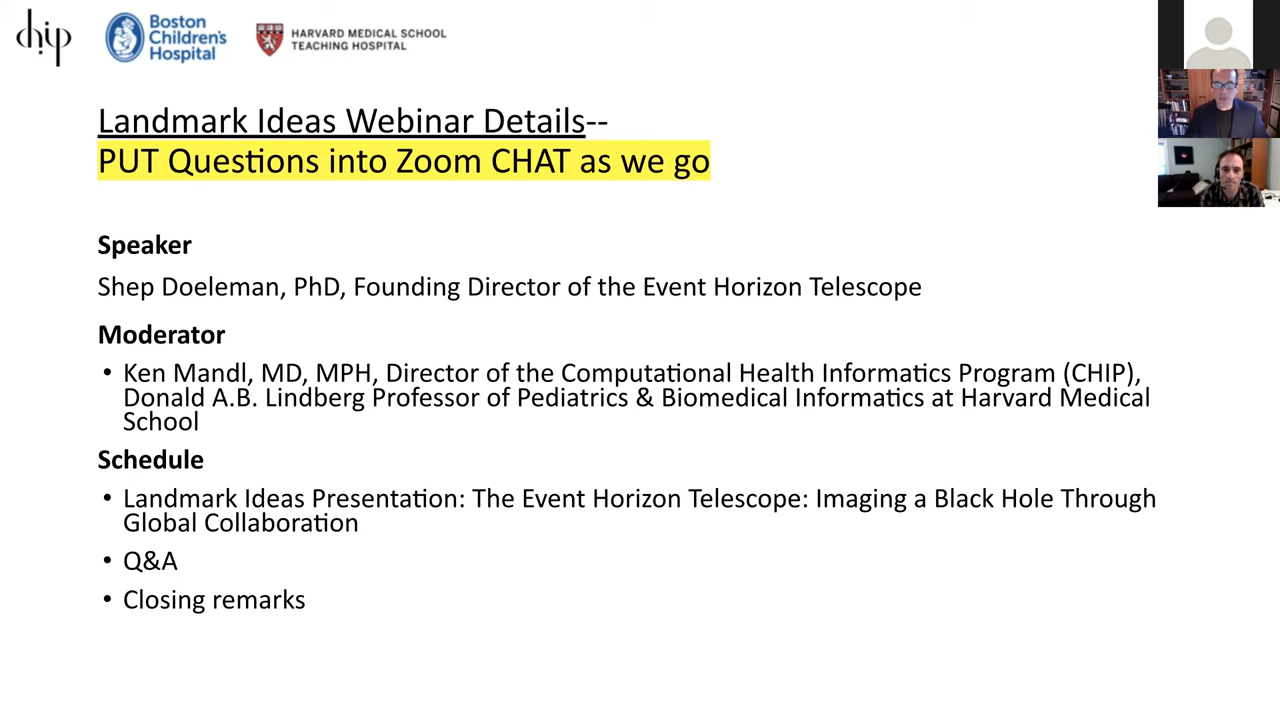 chip
Boston
Children's
Hospital
HARVARD MEDICAL SCHOOL
TEACHING HOSPITAL
Landmark Ideas Webinar Details--
PUT Questions into Zoom CHAT as we go
Speaker
Shep Doeleman, PhD, Founding Director of the Event Horizon Telescope
Moderator
• Ken Mandl, MD, MPH, Director of the Computational Health Informatics Program (CHIP),
Donald A.B. Lindberg Professor of Pediatrics & Biomedical Informatics at Harvard Medical
School
Schedule
• Landmark Ideas Presentation: The Event Horizon Telescope: Imaging a Black Hole Through
Global Collaboration
• Q&A
• Closing remarks